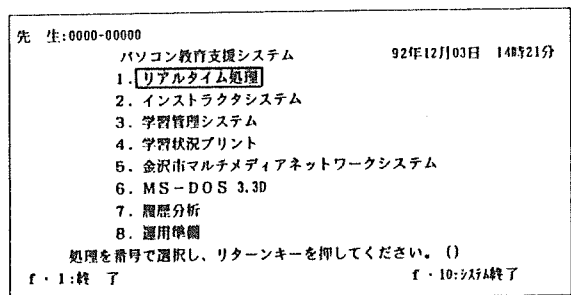 先 生:0000-00000
パソコン教育支援システム 92年12月03日 14時21分
1. リアルタイム処理
2. インストラクタシステム
3. 学習管理システム
4. 学習状況プリント
5. 金沢市マルチメディアネットワークシステム
6. MS-DOS 3.3D
7. 履歴分析
8. 運用準備
処理を番号で選択し、リターンキーを押してください。()
f・1:終 了 f・10:システム終了